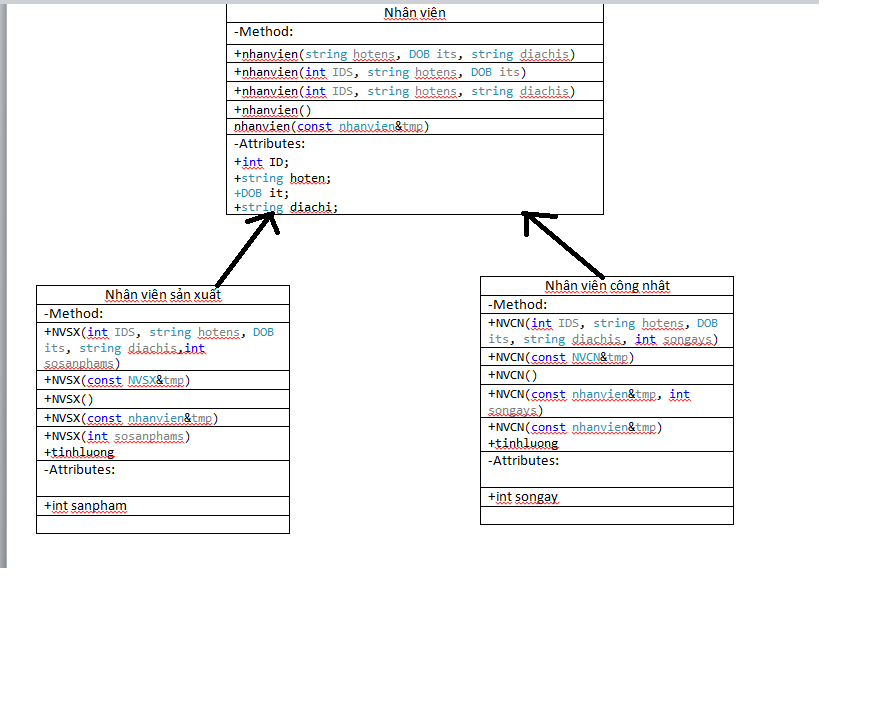 Nhân viên
-Method:
+nhanvien(string hotens, DOB its, string diachis)
+nhanvien(int IDS, string hotens, DOB its)
+nhanvien(int IDS, string hotens, string diachis)
+nhanvien()
nhanvien(const nhanvien&tmp)
-Attributes:
+int ID;
+string hoten;
+DOB it;
+string diachi;
Nhân viên sản xuất
-Method:
+NVSX(int IDS, string hotens, DOB
its, string diachis,int
sosanphams)
+NVSX(const NVSX&tmp)
+NVSX()
+NVSX(const nhanvien&tmp)
+NVSX(int sosanphams)
+tinhluong
-Attributes:
+int sanpham
Nhân viên công nhật
-Method:
+NVCN(int IDS, string hotens, DOB
its, string diachis, int songays)
+NVCN(const NVCN&tmp)
+NVCN()
+NVCN(const nhanvien&tmp, int
songays)
+NVCN(const nhanvien&tmp)
+tinhluong
-Attributes:
+int songay